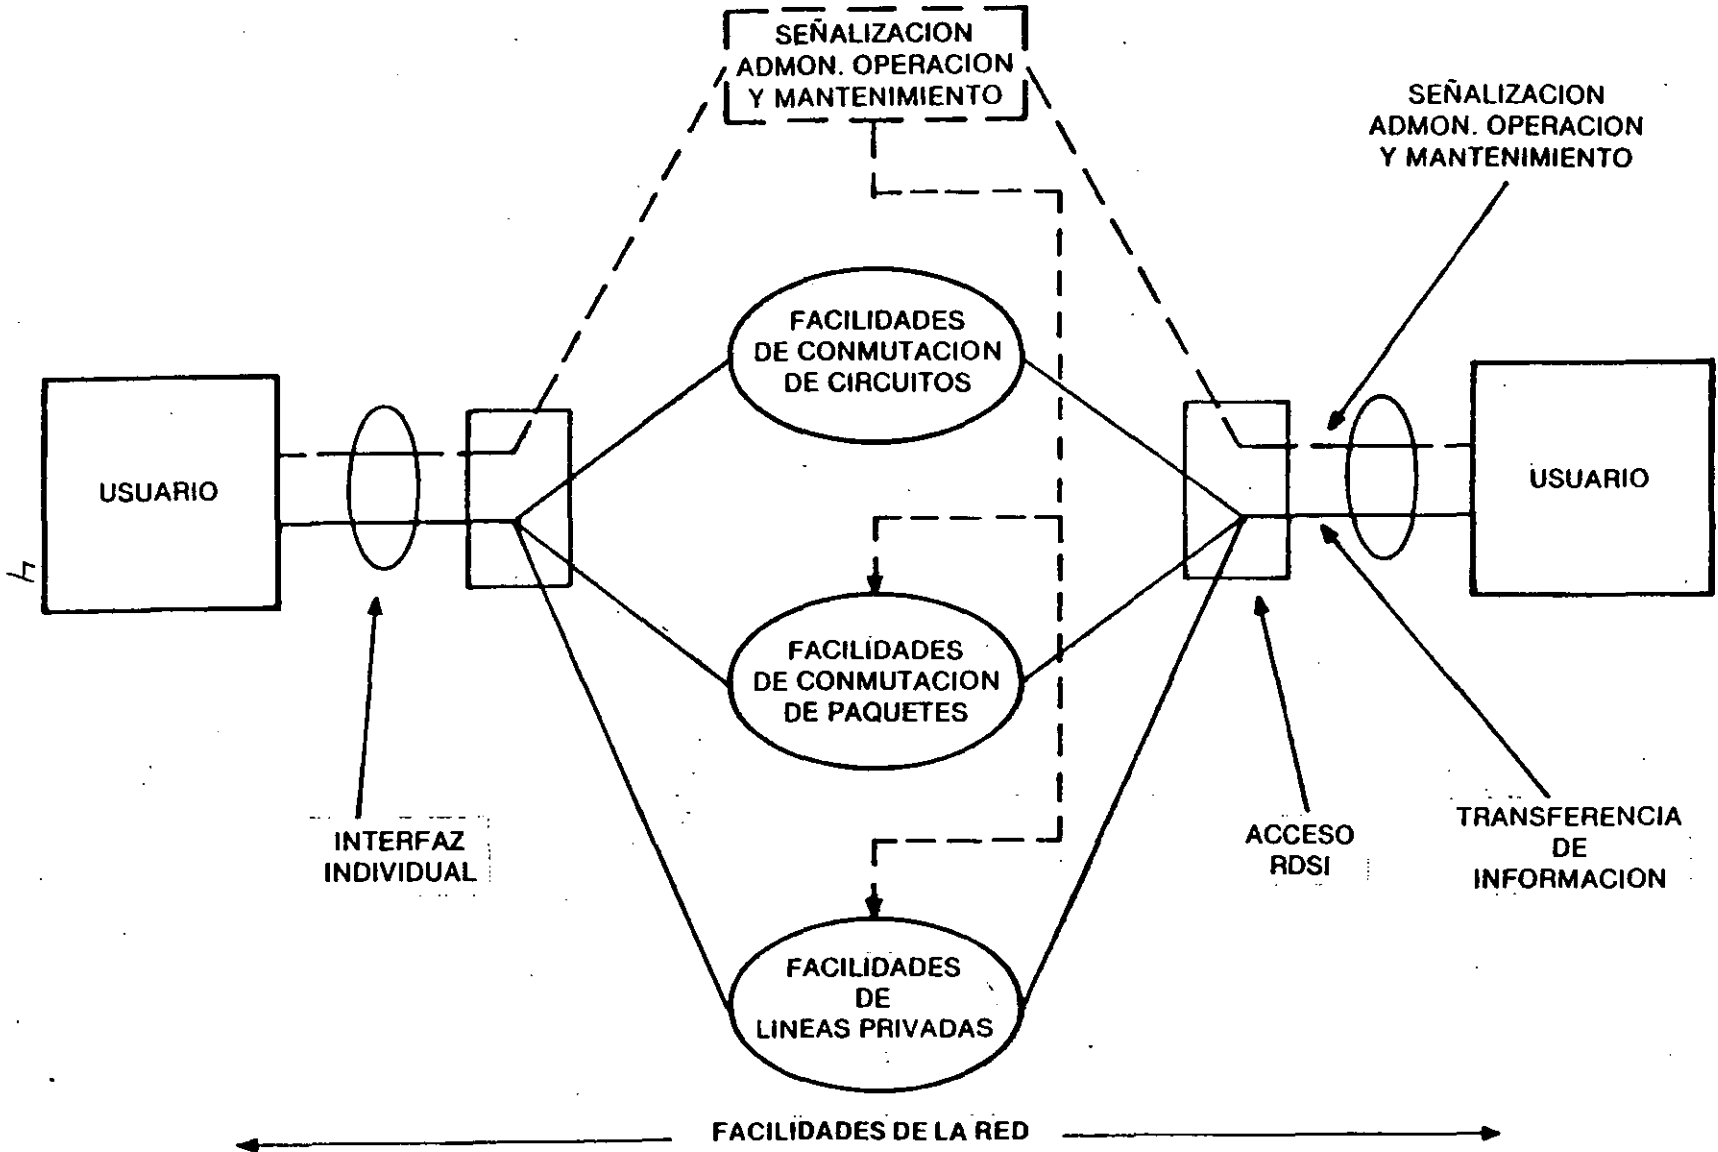 SEÑALIZACION
ADMON. OPERACION
Y MANTENIMIENTO
SEÑALIZACION
ADMON. OPERACION
Y MANTENIMIENTO
FACILIDADES
DE CONMUTACION
DE CIRCUITOS
USUARIO
USUARIO
4
FACILIDADES
DE CONMUTACION
DE PAQUETES
INTERFAZ
INDIVIDUAL
ACCESO
RDSI
TRANSFERENCIA
DE
INFORMACION
FACILIDADES
DE
LINEAS PRIVADAS
FACILIDADES DE LA RED